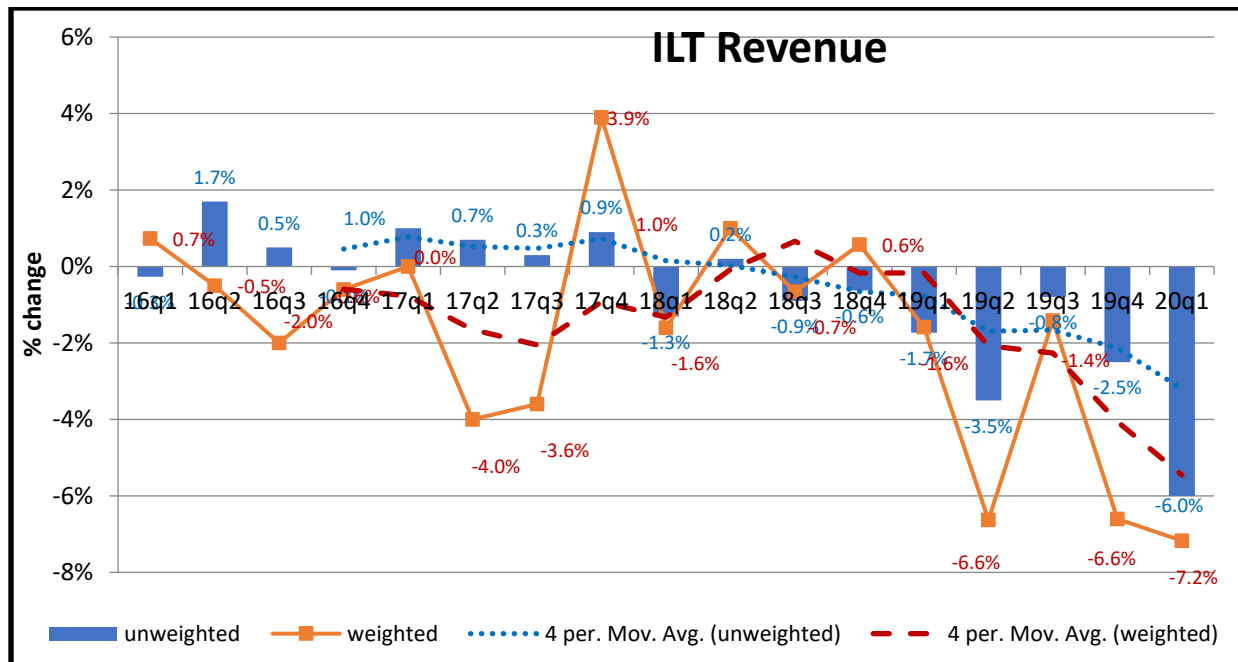 ILT Revenue
% change
6%
4%
2%
0%
-2%
-4%
-6%
-8%
16q1 16q2 16q3 16q4 17q1 17q2 17q3 17q4 18q1 18q2 18q3 18q4 19q1 19q2 19q3 19q4 20q1
-0.3% 1.7% 0.5% 1.0% 0.7% 0.3% 0.9% -1.3% 0.2% -0.9% -0.6% -1.7% -3.5% -0.8% -2.5% -6.0%
0.7% -0.5% -2.0% 0.0% -4.0% -3.6% 3.9% -1.6% 1.0% -0.7% 0.6% -1.6% -6.6% -1.4% -6.6% -7.2%
unweighted weighted 4 per. Mov. Avg. (unweighted) 4 per. Mov. Avg. (weighted)